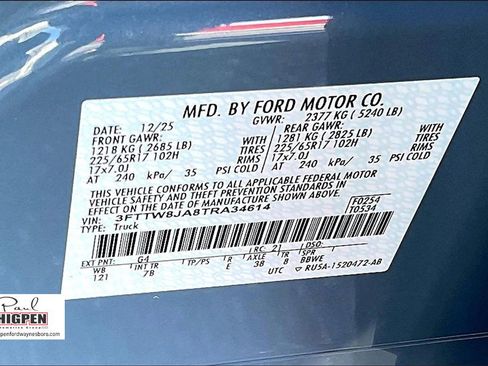 MFD. BY FORD MOTOR CO.
DATE: 12/25 GVWR: 2377 KG ( 5240 LB)
FRONT GAWR: REAR GAWR:
1218 KG ( 2685 LB) WITH 1281 KG ( 2825 LB) WITH
225/65R17 102H TIRES 225/65R17 102H TIRES
17x7.0J RIMS 17x7.0J RIMS
AT 240 kPa/ 35 PSI COLD AT 240 kPa/ 35 PSI COLD
THIS VEHICLE CONFORMS TO ALL APPLICABLE FEDERAL MOTOR
VEHICLE SAFETY AND THEFT PREVENTION STANDARDS IN
EFFECT ON THE DATE OF MANUFACTURE SHOWN ABOVE.
VIN: 3FTTW8JA8TRA34614 F0254
TYPE: Truck T0534
EXT PNT: G4 RC: 2 DSO:
WB INT TR TP/PS R AXLE TR SPR
121 7B E 38 8 BBWE
UTC RU5A-1520472-AB
Paul
THIGPEN